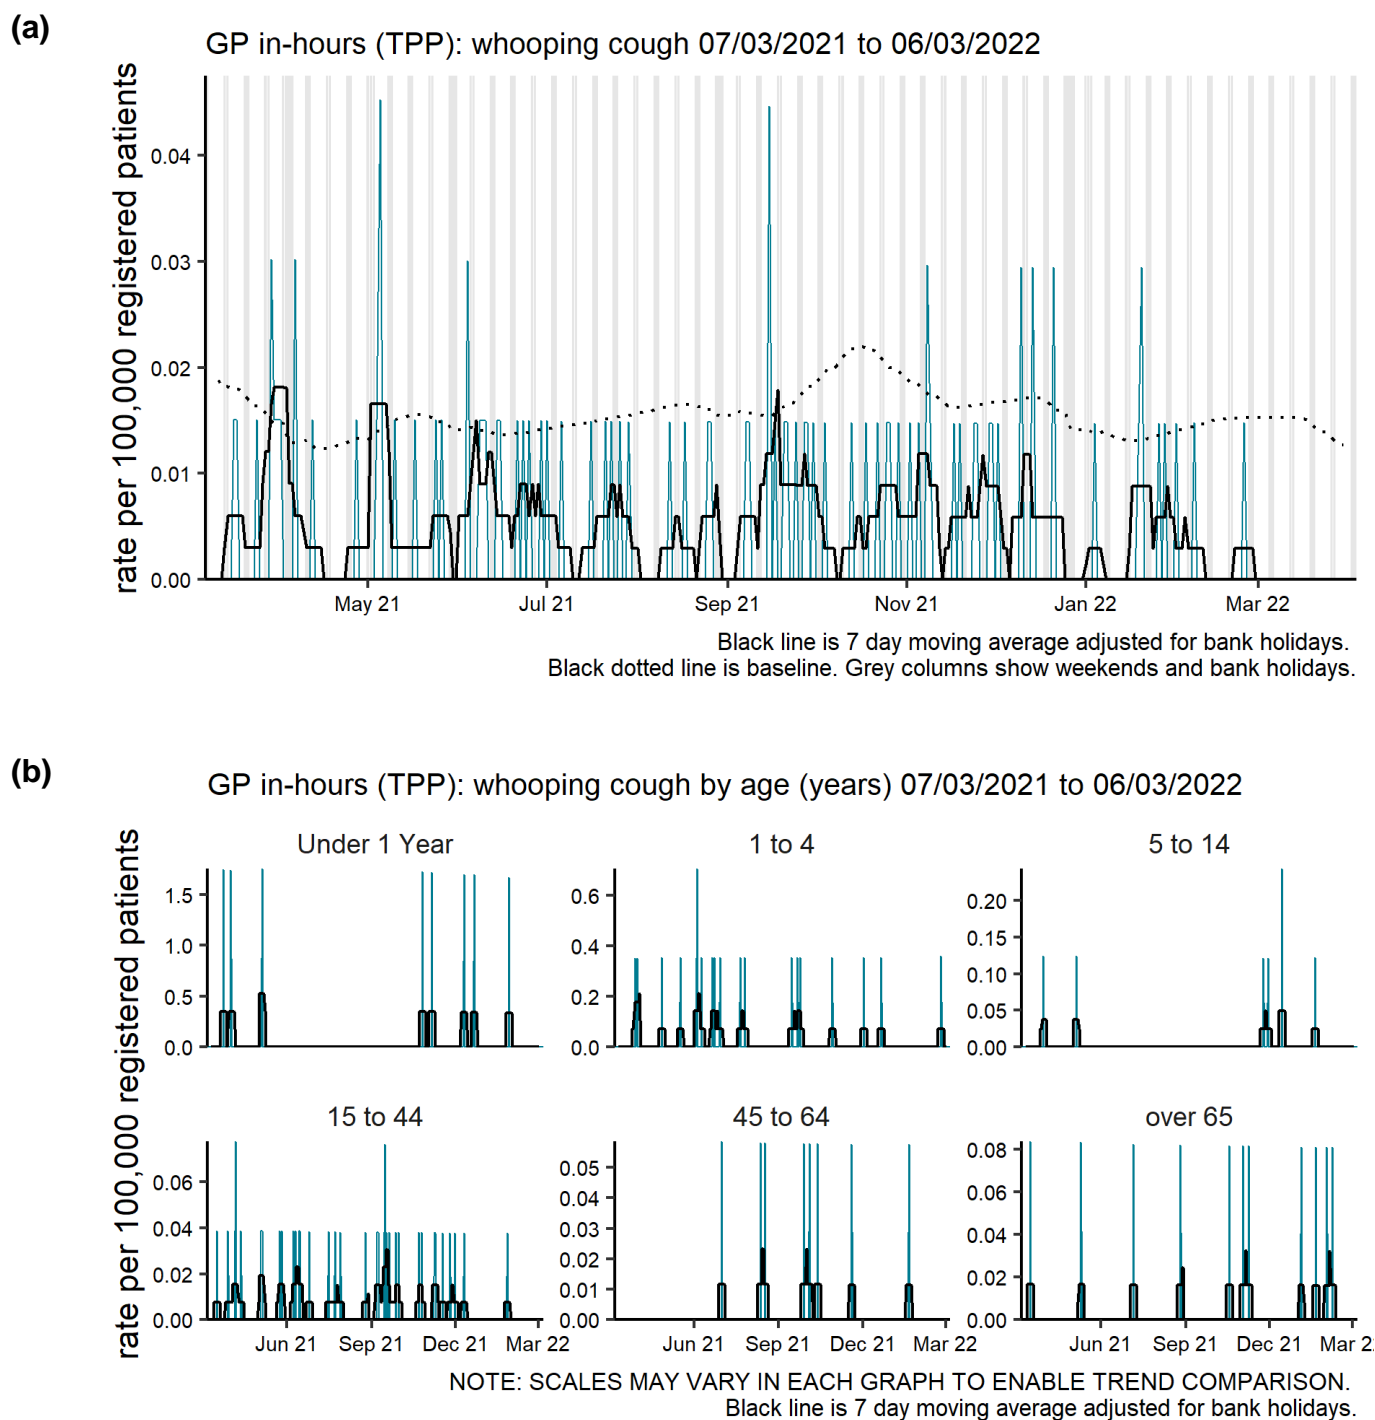 (a)
GP in-hours (TPP): whooping cough 07/03/2021 to 06/03/2022
rate per 100,000 registered patients
0.04
0.03
0.02
0.01
0.00
May 21 Jul 21 Sep 21 Nov 21 Jan 22 Mar 22
Black line is 7 day moving average adjusted for bank holidays.
Black dotted line is baseline. Grey columns show weekends and bank holidays.
(b)
GP in-hours (TPP): whooping cough by age (years) 07/03/2021 to 06/03/2022
rate per 100,000 registered patients
Under 1 Year
1.5
1.0
0.5
0.0
1 to 4
0.6
0.4
0.2
0.0
5 to 14
0.20
0.15
0.10
0.05
0.00
15 to 44
0.06
0.04
0.02
0.00
Jun 21 Sep 21 Dec 21 Mar 22
45 to 64
0.05
0.04
0.03
0.02
0.01
0.00
Jun 21 Sep 21 Dec 21 Mar 22
over 65
0.08
0.06
0.04
0.02
0.00
Jun 21 Sep 21 Dec 21 Mar 2
NOTE: SCALES MAY VARY IN EACH GRAPH TO ENABLE TREND COMPARISON.
Black line is 7 day moving average adjusted for bank holidays.